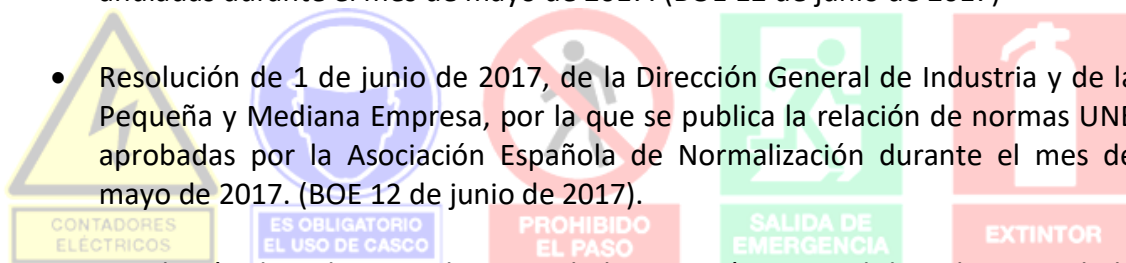 • Resolución de 1 de junio de 2017, de la Dirección General de Industria y de la
Pequeña y Mediana Empresa, por la que se publica la relación de normas UNE
aprobadas por la Asociación Española de Normalización durante el mes de
mayo de 2017. (BOE 12 de junio de 2017).
CONTADORES
ELÉCTRICOS
ES OBLIGATORIO
EL USO DE CASCO
PROHIBIDO
EL PASO
SALIDA DE
EMERGENCIA
EXTINTOR